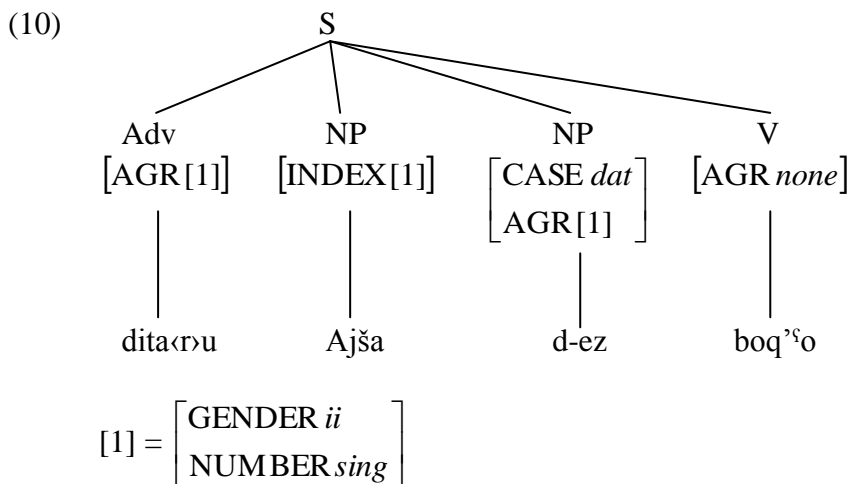 (10) S
Adv NP NP V
[AGR[1]] [INDEX[1]] [CASE dat AGR[1]] [AGR none]
dita‹r›u Ajša d-ez boq’ˤo
[1] = [GENDER ii
NUMBER sing]